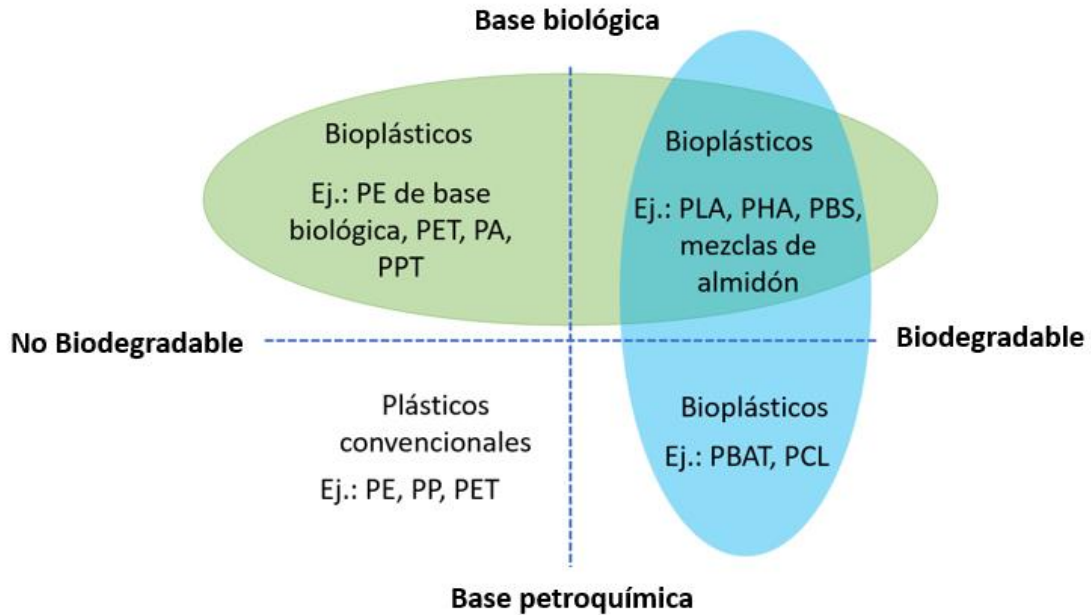 Base biológica
Bioplásticos
Ej.: PE de base
biológica, PET, PA,
PPT
Bioplásticos
Ej.: PLA, PHA, PBS,
mezclas de
almidón
No Biodegradable
Biodegradable
Plásticos
convencionales
Ej.: PE, PP, PET
Bioplásticos
Ej.: PBAT, PCL
Base petroquímica